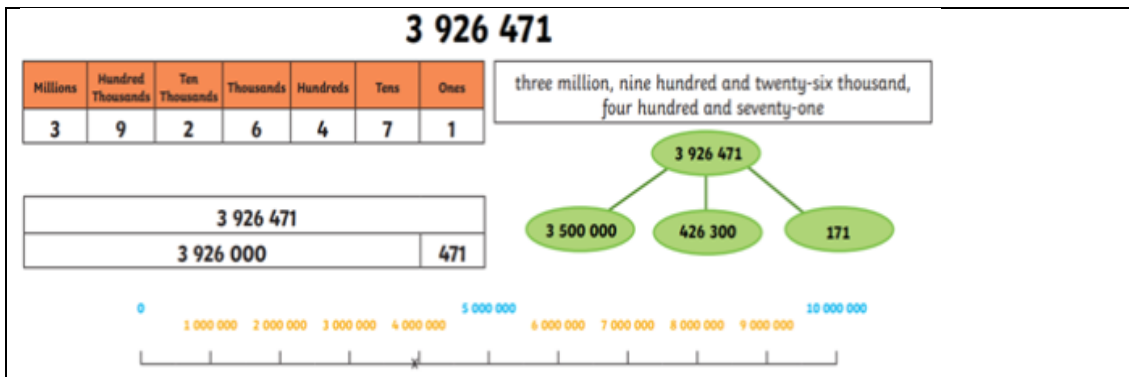 3 926 471
Millions Hundred Thousands Ten Thousands Thousands Hundreds Tens Ones
3 9 2 6 4 7 1
three million, nine hundred and twenty-six thousand,
four hundred and seventy-one
3 926 471
3 500 000 426 300 171
3 926 471
3 926 000 471
0 5 000 000 10 000 000
1 000 000 2 000 000 3 000 000 4 000 000 6 000 000 7 000 000 8 000 000 9 000 000
x